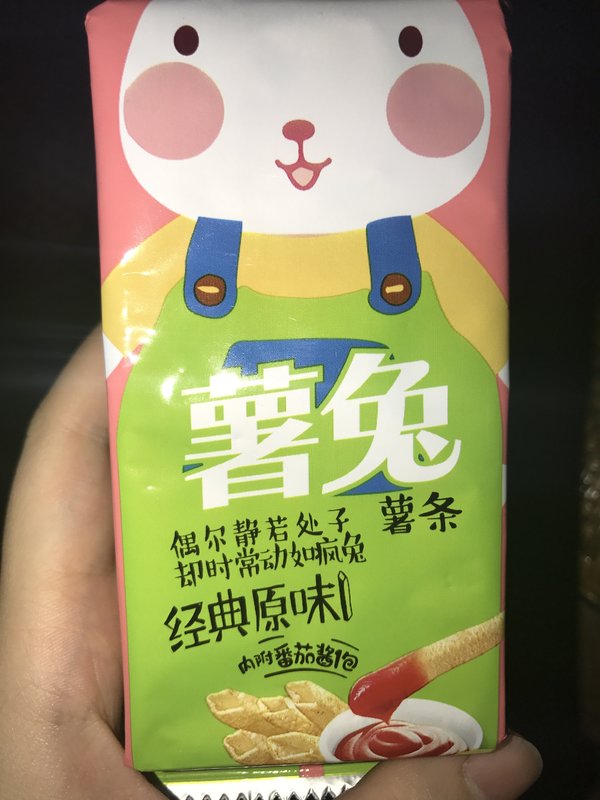 薯兔
薯条
偶尔静若处子
却时常动如疯兔
经典原味
内附番茄酱1包